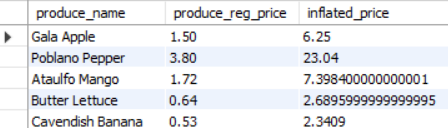 produce_name produce_reg_price inflated_price
Gala Apple 1.50 6.25
Poblano Pepper 3.80 23.04
Ataulfo Mango 1.72 7.398400000000001
Butter Lettuce 0.64 2.6895999999999995
Cavendish Banana 0.53 2.3409